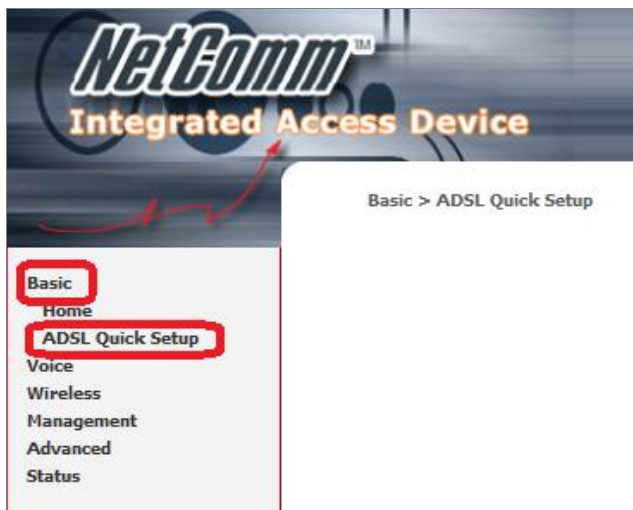 NetComm™
Integrated Access Device
Basic > ADSL Quick Setup
Basic
Home
ADSL Quick Setup
Voice
Wireless
Management
Advanced
Status